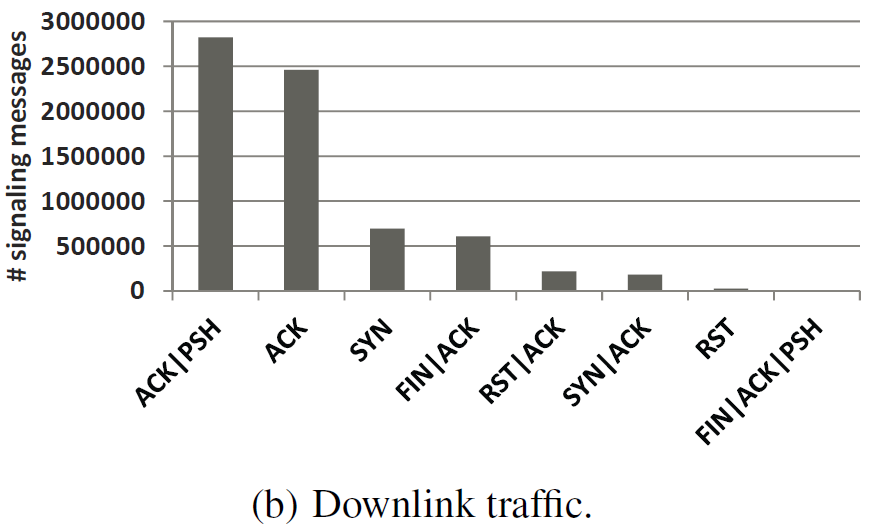 # signaling messages
3000000
2500000
2000000
1500000
1000000
500000
0
ACK|PSH
ACK
SYN
FIN|ACK
RST|ACK
SYN|ACK
RST
FIN|ACK|PSH
(b) Downlink traffic.